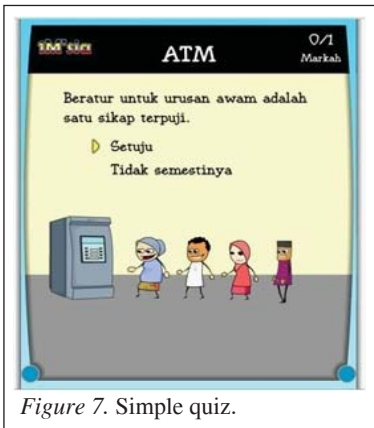 1M'sia
ATM
0/1
Markah
Beratur untuk urusan awam adalah
satu sikap terpuji.
Setuju
Tidak semestinya
Figure 7. Simple quiz.